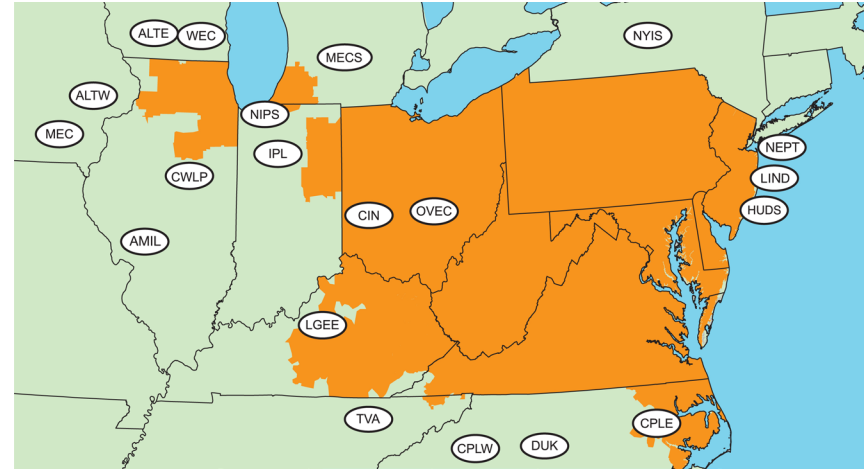 ALTE
WEC
NYIS
MECS
ALTW
NIPS
MEC
NEPT
IPL
CWLP
LIND
CIN
OVEC
HUDS
AMIL
LGEE
TVA
CPLE
CPLW
DUK